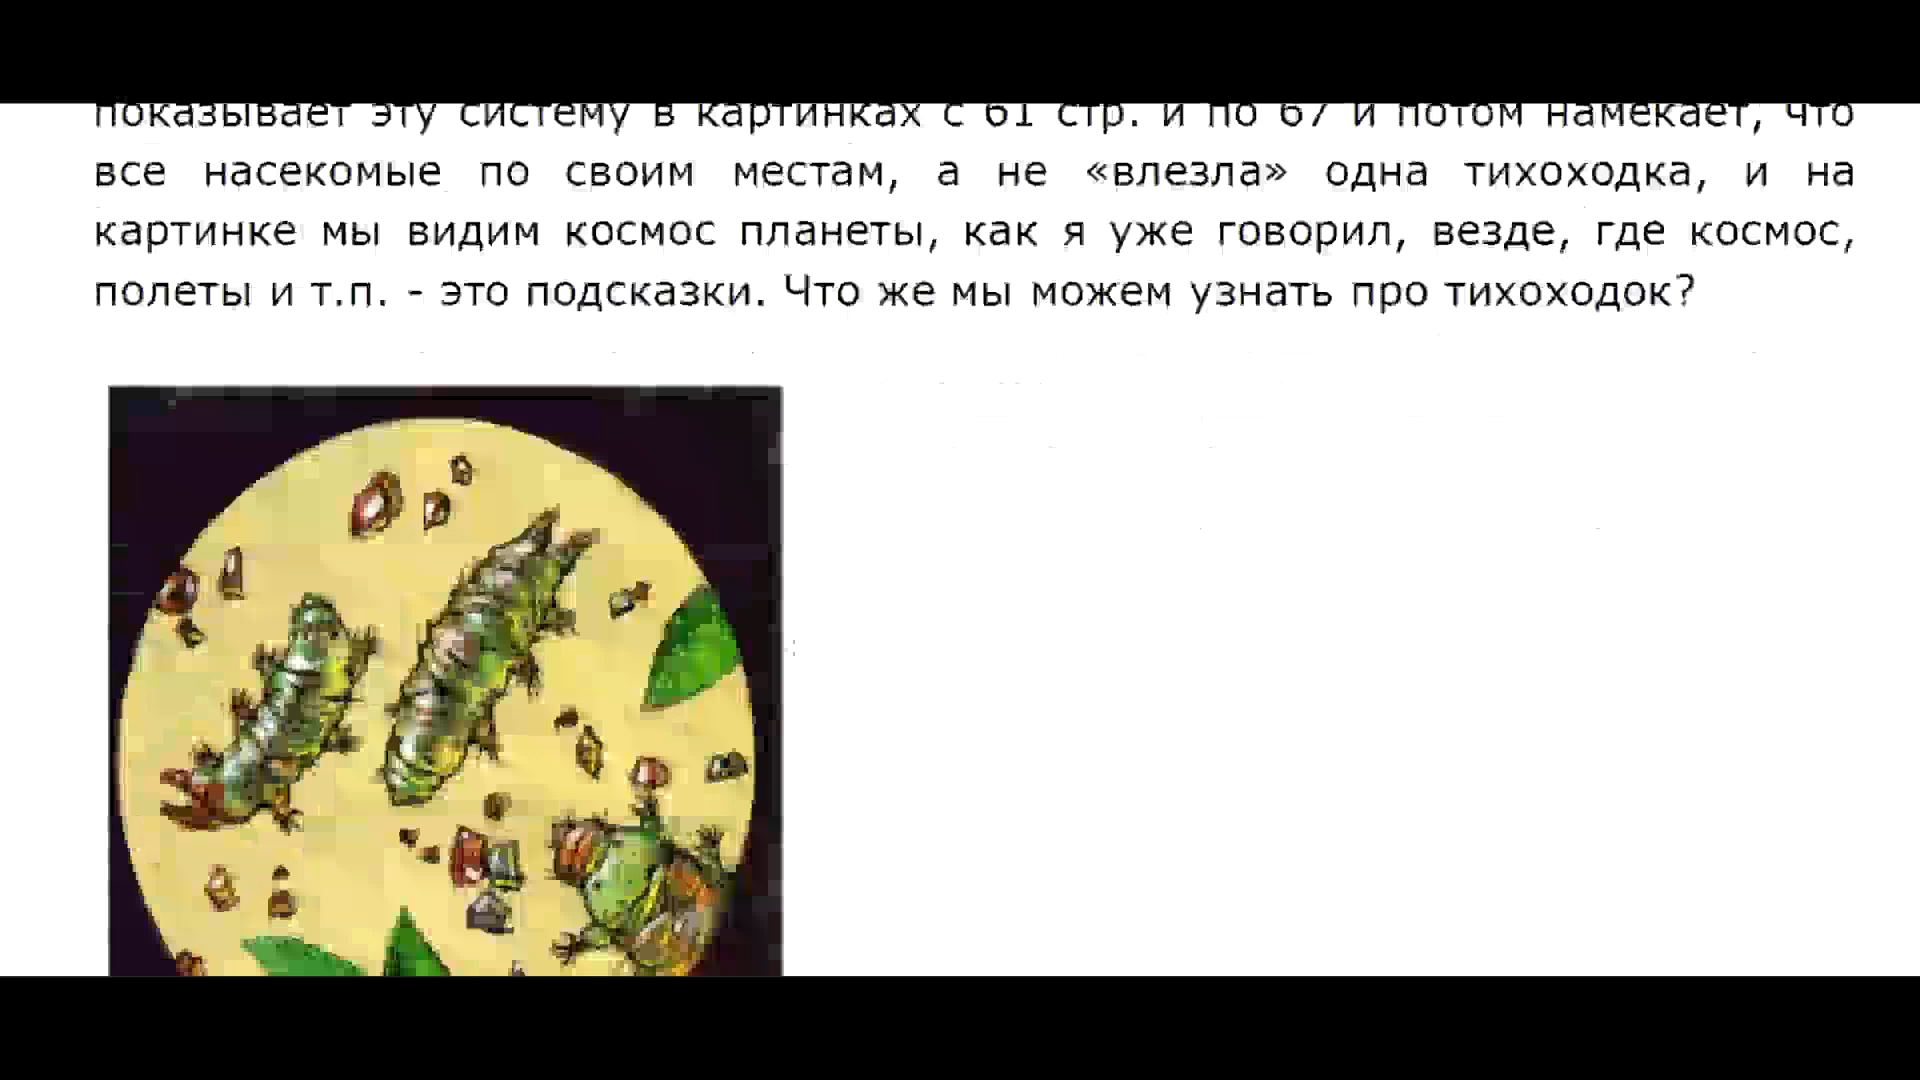 показывает эту систему в картинках с 61 стр. и по 67 и потом намекает, что
все насекомые по своим местам, а не «влезла» одна тихоходка, и на
картинке мы видим космос планеты, как я уже говорил, везде, где космос,
полеты и т.п. - это подсказки. Что же мы можем узнать про тихоходок?